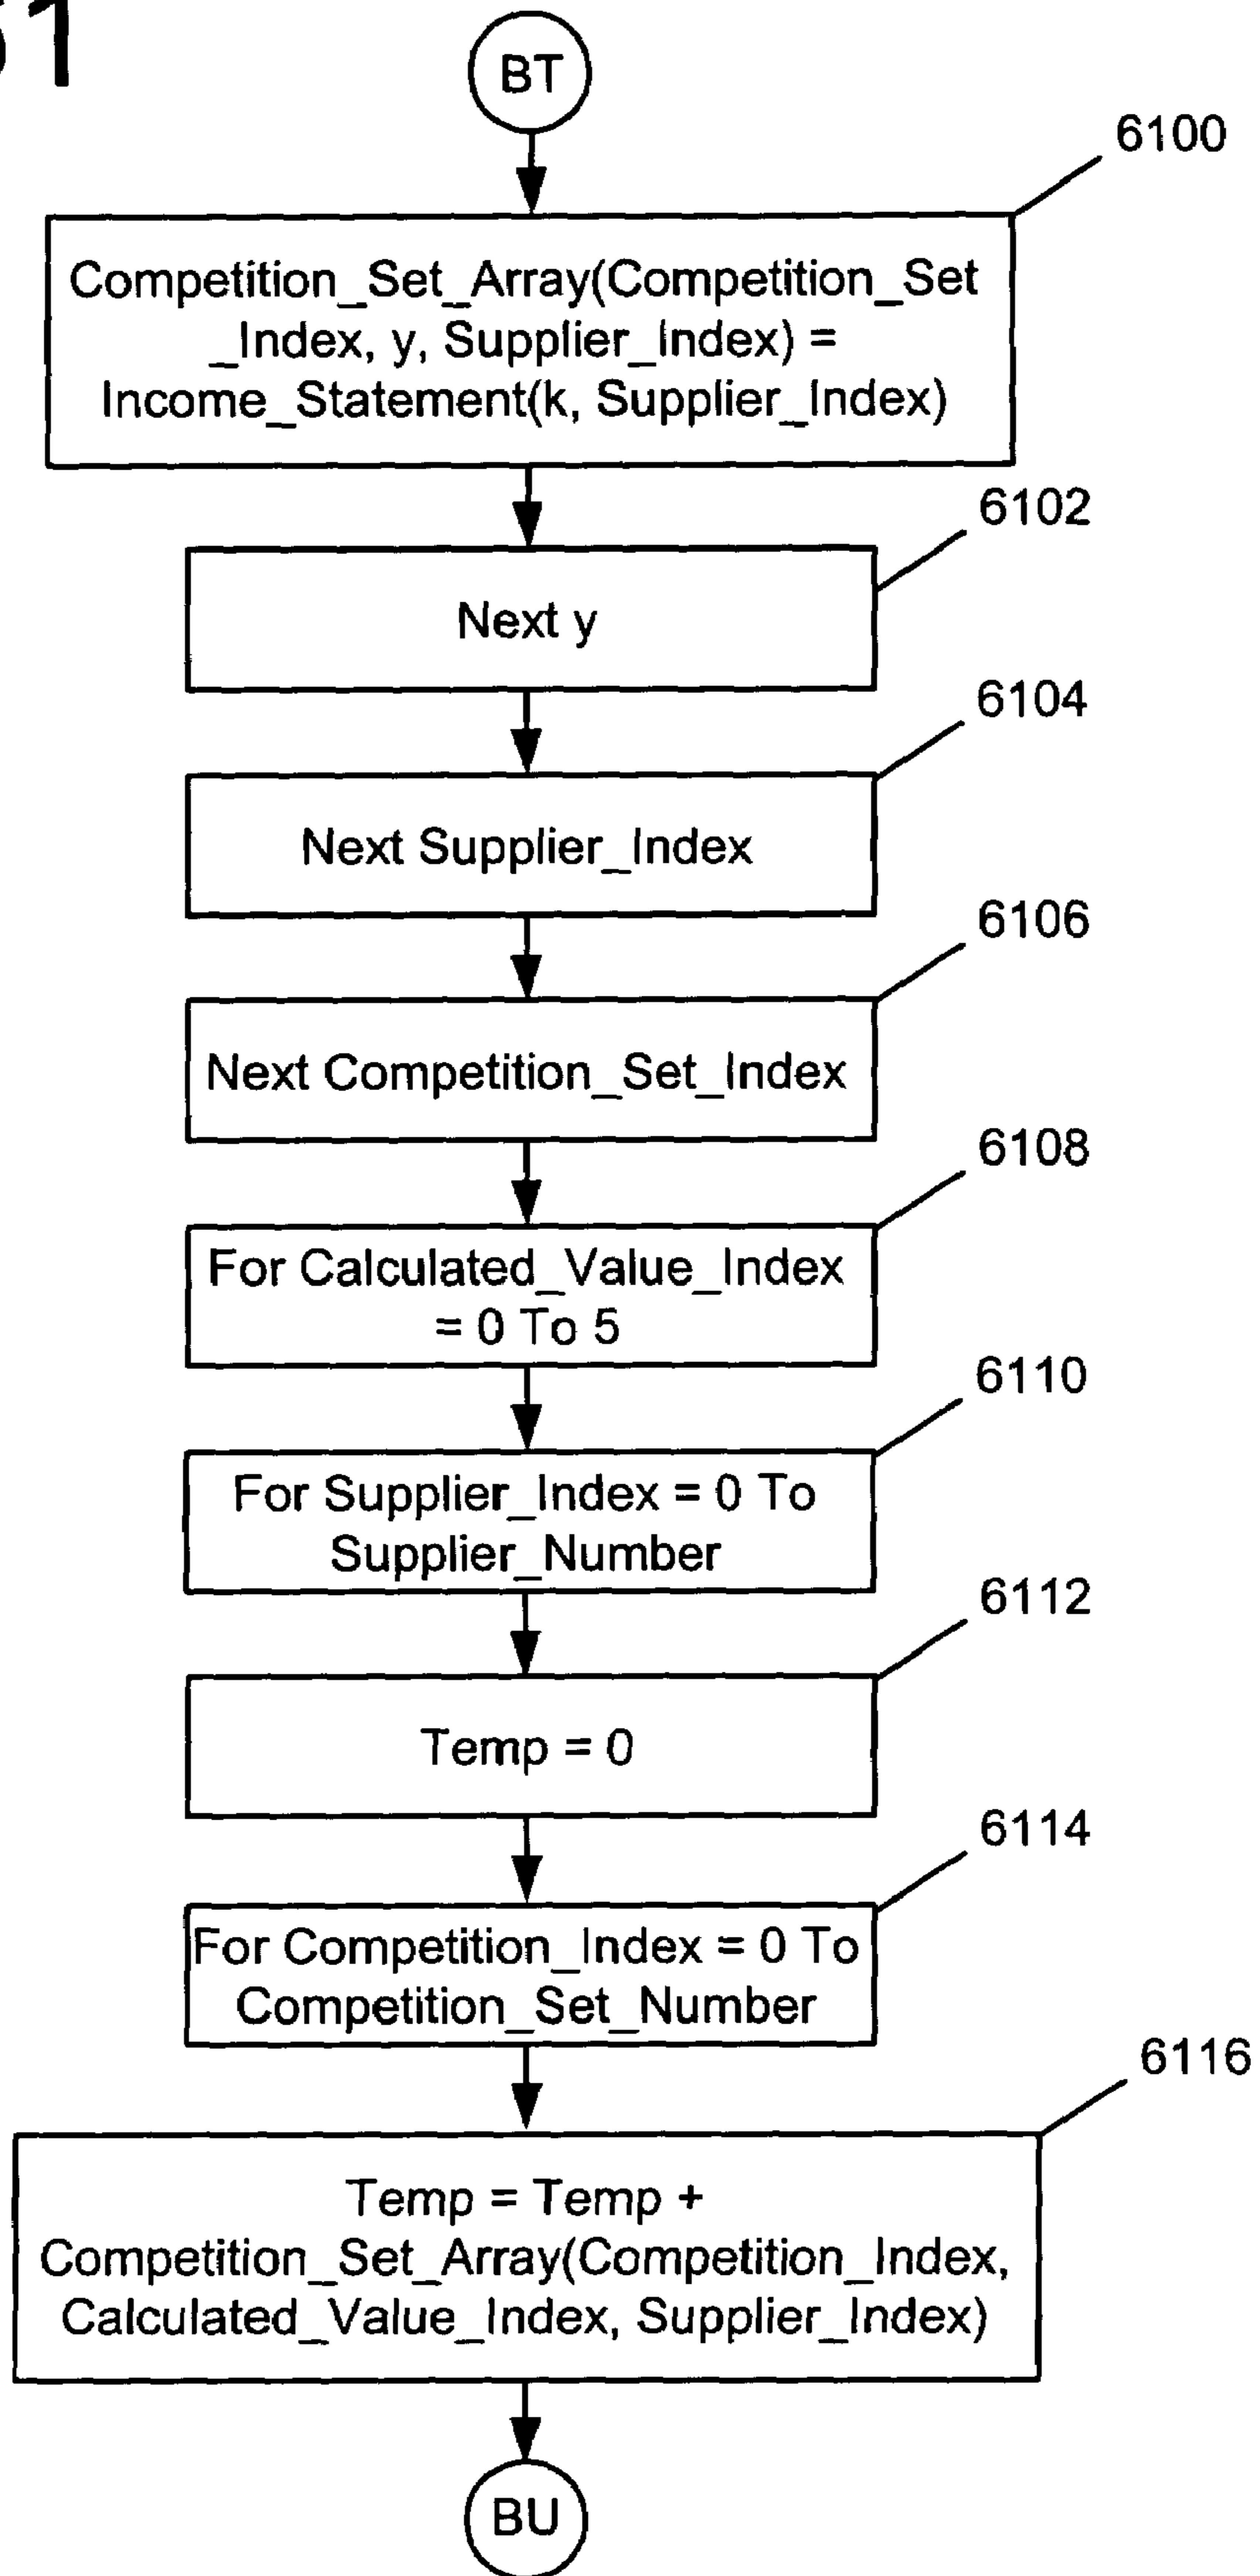 BT
6100
Competition_Set_Array(Competition_Set
_Index, y, Supplier_Index) =
Income_Statement(k, Supplier_Index)
6102
Next y
6104
Next Supplier_Index
6106
Next Competition_Set_Index
6108
For Calculated_Value_Index
= 0 To 5
6110
For Supplier_Index = 0 To
Supplier_Number
6112
Temp = 0
6114
For Competition_Index = 0 To
Competition_Set_Number
6116
Temp = Temp +
Competition_Set_Array(Competition_Index,
Calculated_Value_Index, Supplier_Index)
BU